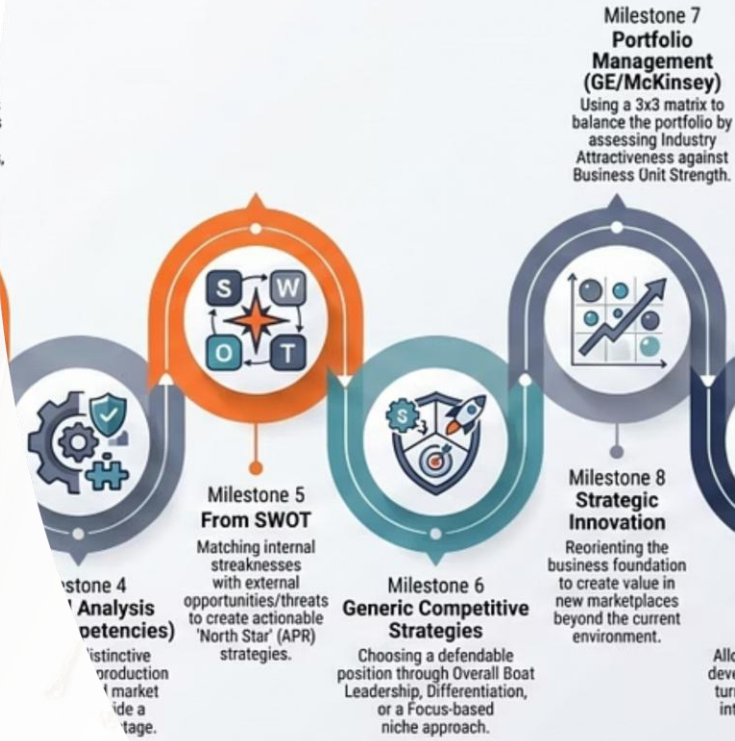 Milestone 7
Portfolio
Management
(GE/McKinsey)
Using a 3x3 matrix to
balance the portfolio by
assessing Industry
Attractiveness against
Business Unit Strength.
S W
O T
Milestone 5
From SWOT
Matching internal
streaknesses
with external
opportunities/threats
to create actionable
'North Star' (APR)
strategies.
S
Milestone 8
Strategic
Innovation
Reorienting the
business foundation
to create value in
new marketplaces
beyond the current
environment.
stone 4
Analysis
petencies)
istinctive
production
market
ide a
tage.
Milestone 6
Generic Competitive
Strategies
Choosing a defendable
position through Overall Boat
Leadership, Differentiation,
or a Focus-based
niche approach.